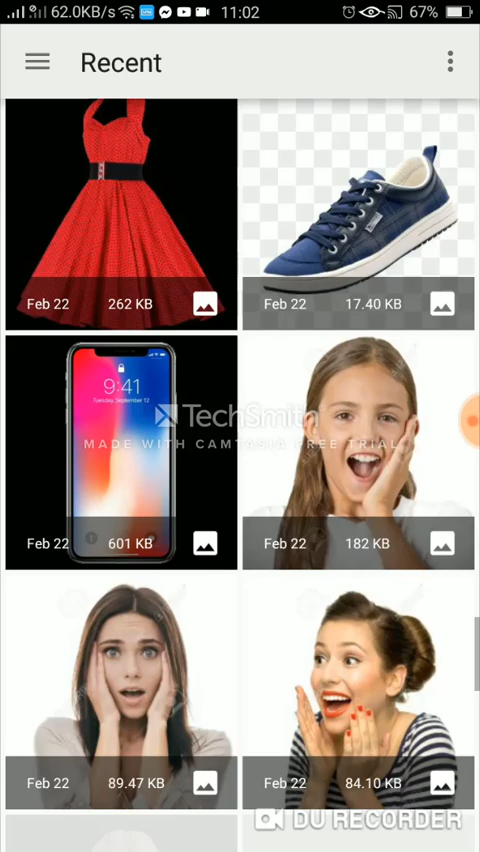 62.0KB/s 11:02 67%
Recent
Feb 22 262 KB
Feb 22 17.40 KB
9:41
Tuesday, September 12
TechSmith
MADE WITH CAMTASIA FREE TRIAL
Feb 22 601 KB
Feb 22 182 KB
Feb 22 89.47 KB
Feb 22 84.10 KB
DU RECORDER